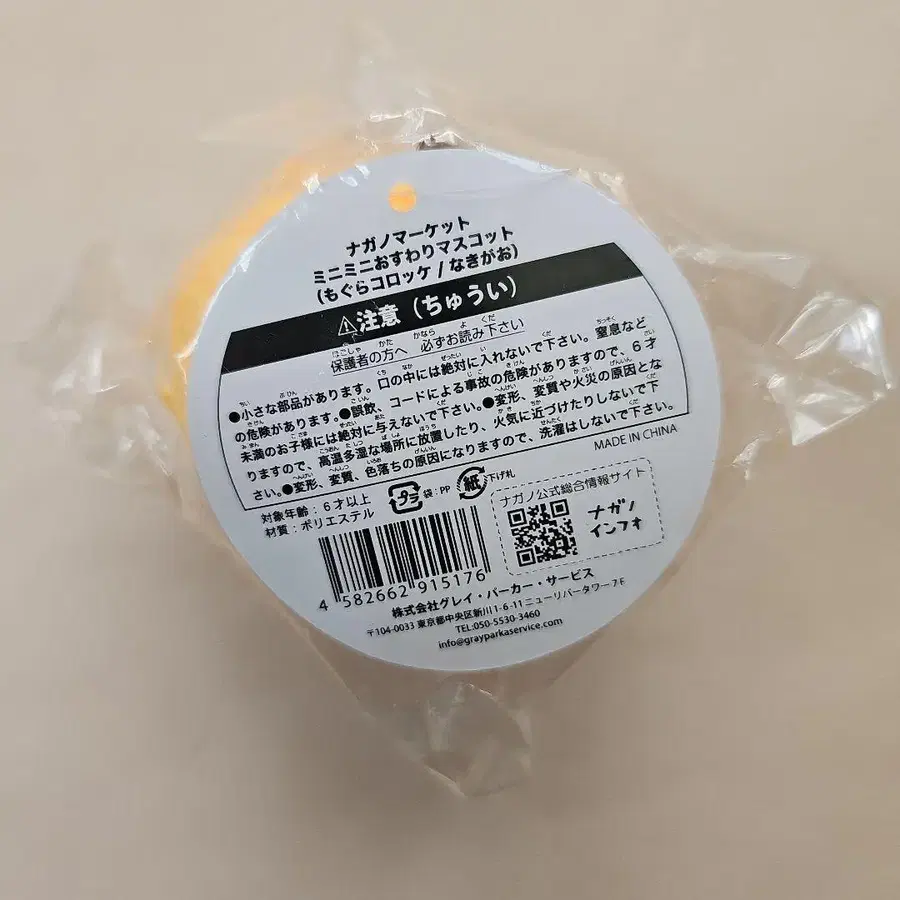 ナガノマーケット
ミニミニおすわりマスコット
(もぐらコロッケ / なきがお)
⚠注意（ちゅうい）
保護者の方へ 必ずお読み下さい
●小さな部品があります。口の中には絶対に入れないで下さい。窒息など
の危険があります。●誤飲、コードによる事故の危険がありますので、6才
未満のお子様には絶対に与えないで下さい。●変形、変質や火災の原因とな
りますので、高温多湿な場所に放置したり、火気に近づけたりしないで下
さい。●変形、変質、色落ちの原因になりますので、洗濯はしないで下さい。
MADE IN CHINA
対象年齢：6才以上
材質：ポリエステル
プラ 袋：PP 紙 下げ札
ナガノ公式総合情報サイト
ナガノ
インフォ
4 582662 915176
株式会社グレイ・パーカー・サービス
〒104-0033 東京都中央区新川1-6-11ニューリバータワー7F
TEL:050-5530-3460
info@grayparkaservice.com